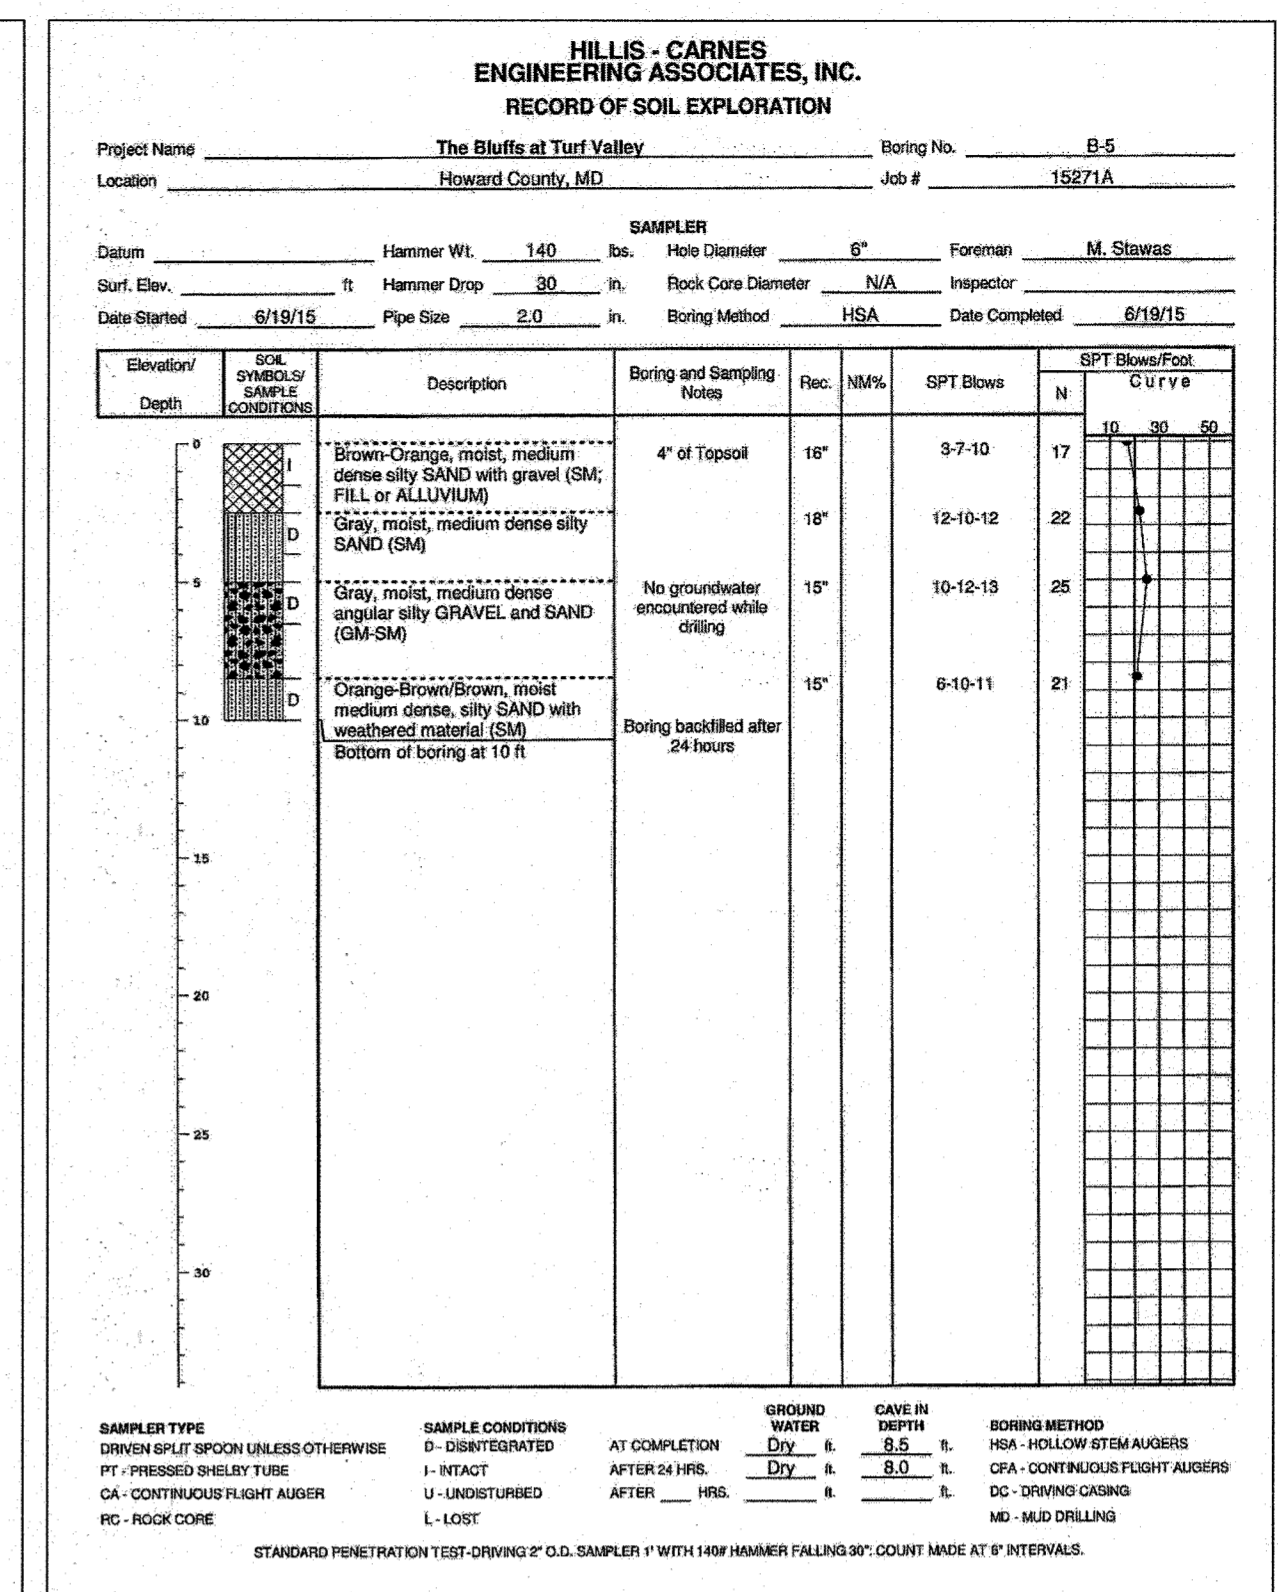 HILLIS - CARNES
ENGINEERING ASSOCIATES, INC.
RECORD OF SOIL EXPLORATION
Project Name The Bluffs at Turf Valley Boring No. B-5
Location Howard County, MD Job # 15271A
SAMPLER
Datum Hammer Wt. 140 lbs. Hole Diameter 6" Foreman M. Stawas
Surf. Elev. ft Hammer Drop 30 in. Rock Core Diameter N/A Inspector
Date Started 6/19/15 Pipe Size 2.0 in. Boring Method HSA Date Completed 6/19/15
Elevation/
Depth
SOIL
SYMBOLS/
SAMPLE
CONDITIONS
Description
Boring and Sampling
Notes
Rec.
NM%
SPT Blows
SPT Blows/Foot
Curve
N
10 30 50
0
I
Brown-Orange, moist, medium
dense silty SAND with gravel (SM;
FILL or ALLUVIUM)
4" of Topsoil
16"
3-7-10
17
D
Gray, moist, medium dense silty
SAND (SM)
18"
12-10-12
22
5
D
Gray, moist, medium dense
angular silty GRAVEL and SAND
(GM-SM)
No groundwater
encountered while
drilling
15"
10-12-13
25
D
Orange-Brown/Brown, moist
medium dense, silty SAND with
weathered material (SM)
15"
6-10-11
21
10
Boring backfilled after
24 hours
Bottom of boring at 10 ft
15
20
25
30
SAMPLER TYPE
DRIVEN SPLIT SPOON UNLESS OTHERWISE
PT - PRESSED SHELBY TUBE
CA - CONTINUOUS FLIGHT AUGER
RC - ROCK CORE
SAMPLE CONDITIONS
D - DISINTEGRATED
I - INTACT
U - UNDISTURBED
L - LOST
GROUND
WATER
CAVE IN
DEPTH
AT COMPLETION Dry ft. 8.5 ft.
AFTER 24 HRS. Dry ft. 8.0 ft.
AFTER ____ HRS. ft. ft.
BORING METHOD
HSA - HOLLOW STEM AUGERS
CFA - CONTINUOUS FLIGHT AUGERS
DC - DRIVING CASING
MD - MUD DRILLING
STANDARD PENETRATION TEST-DRIVING 2" O.D. SAMPLER 1' WITH 140# HAMMER FALLING 30": COUNT MADE AT 6" INTERVALS.